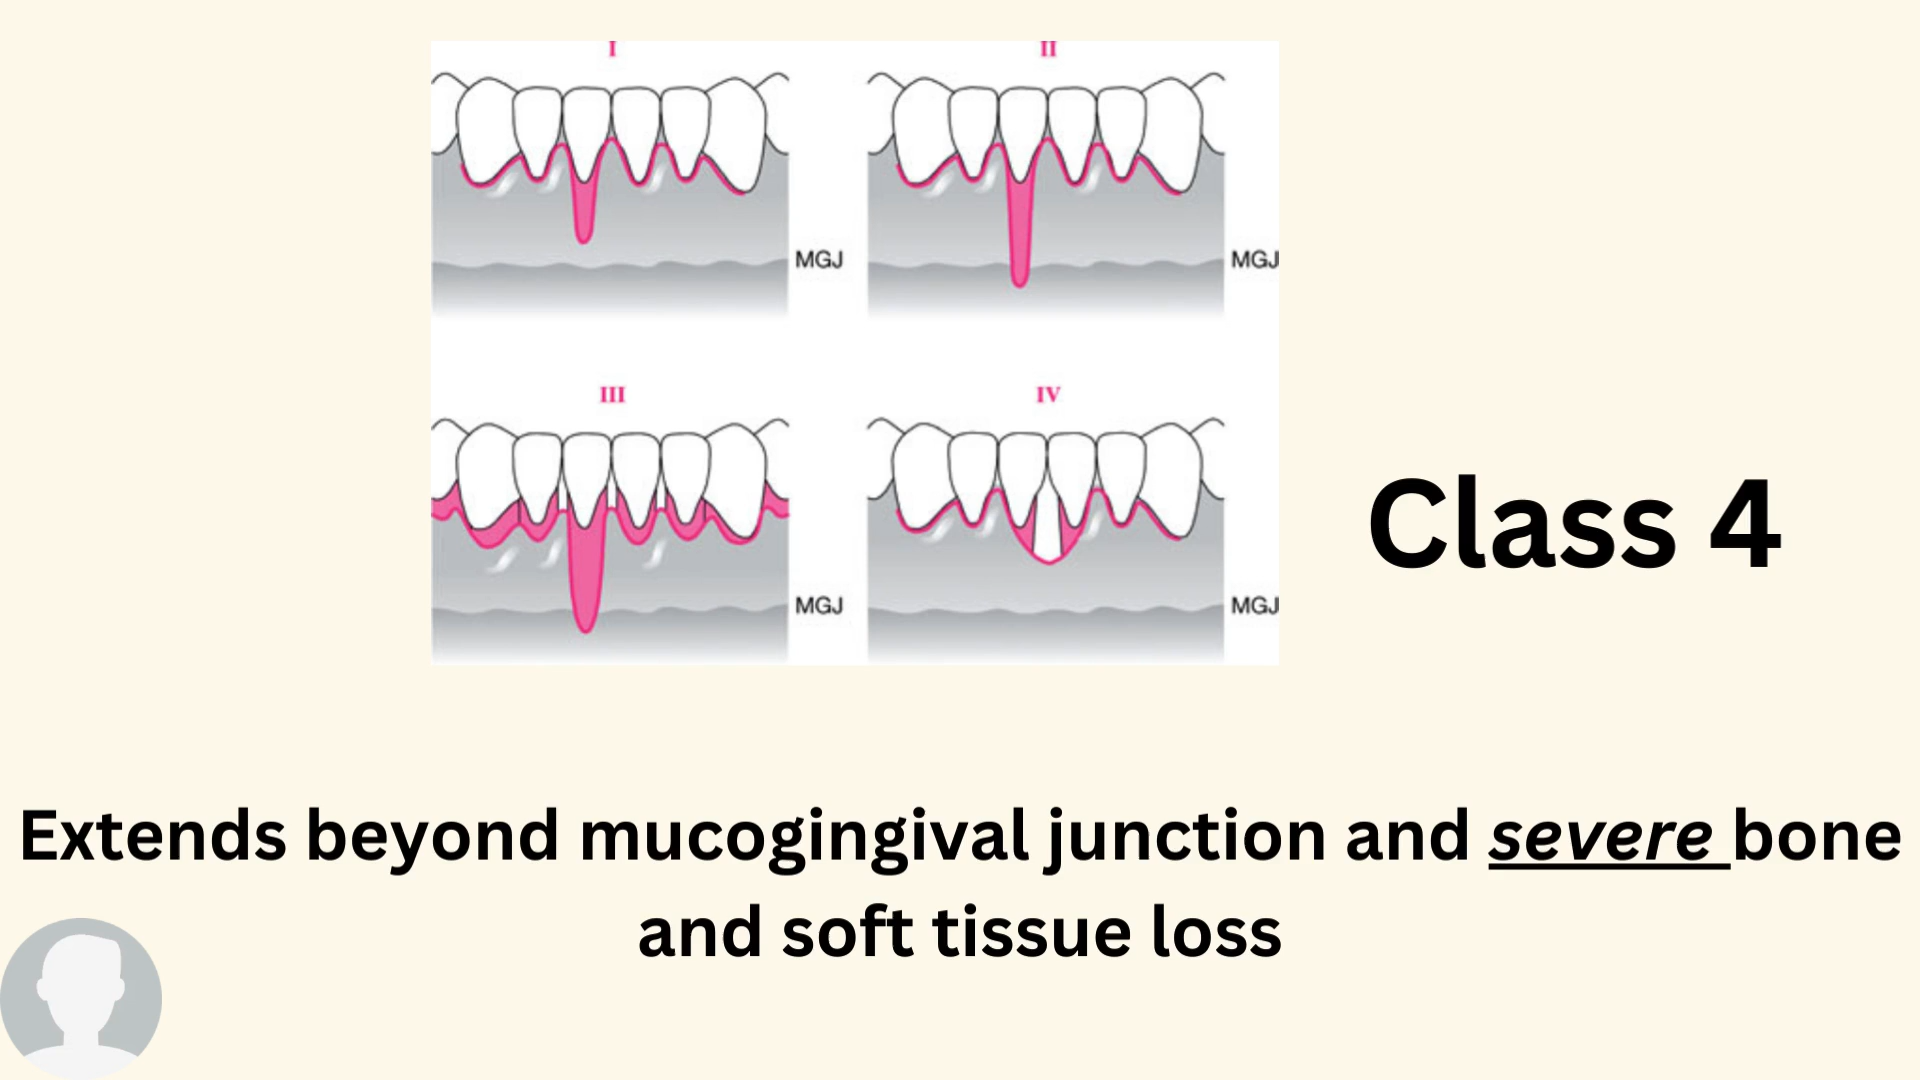 I
II
MGJ
MGJ
III
IV
MGJ
MGJ
Class 4
Extends beyond mucogingival junction and severe bone
and soft tissue loss